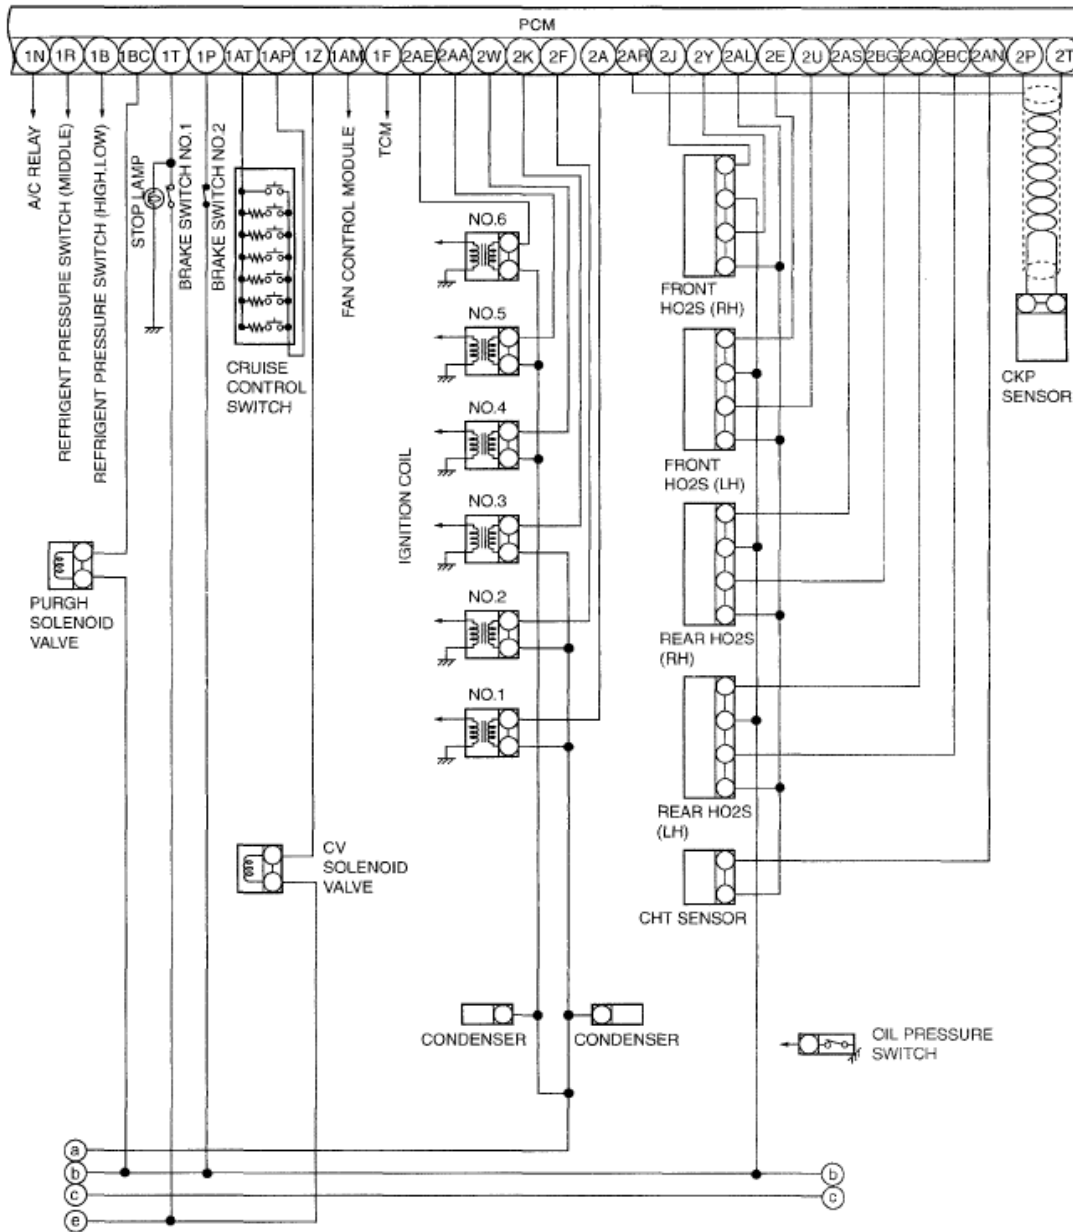 PCM
1N 1R 1B 1BC 1T 1P 1AT 1AP 1Z 1AM 1F 2AE 2AA 2W 2K 2F 2A 2AR 2J 2Y 2AL 2E 2U 2AS 2BG 2AQ 2BC 2AN 2P 2T
A/C RELAY
REFRIGENT PRESSURE SWITCH (MIDDLE)
REFRIGENT PRESSURE SWITCH (HIGH.LOW)
STOP LAMP
BRAKE SWITCH NO.1
BRAKE SWITCH NO.2
CRUISE
CONTROL
SWITCH
FAN CONTROL MODULE
TCM
IGNITION COIL
NO.6
NO.5
NO.4
NO.3
NO.2
NO.1
FRONT
HO2S (RH)
FRONT
HO2S (LH)
REAR HO2S
(RH)
REAR HO2S
(LH)
CHT SENSOR
CKP
SENSOR
PURGH
SOLENOID
VALVE
CV
SOLENOID
VALVE
CONDENSER
CONDENSER
OIL PRESSURE
SWITCH
a
b b
c c
e